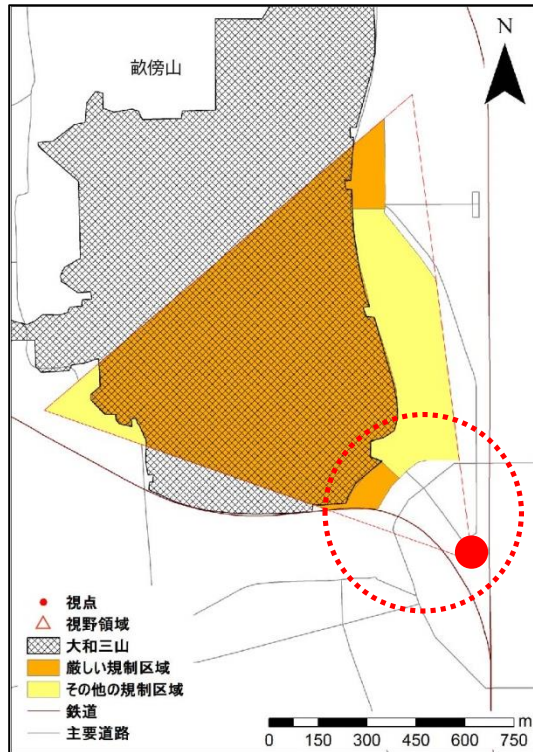 畝傍山
N
視点
視野領域
大和三山
厳しい規制区域
その他の規制区域
鉄道
主要道路
0 150 300 450 600 750 m